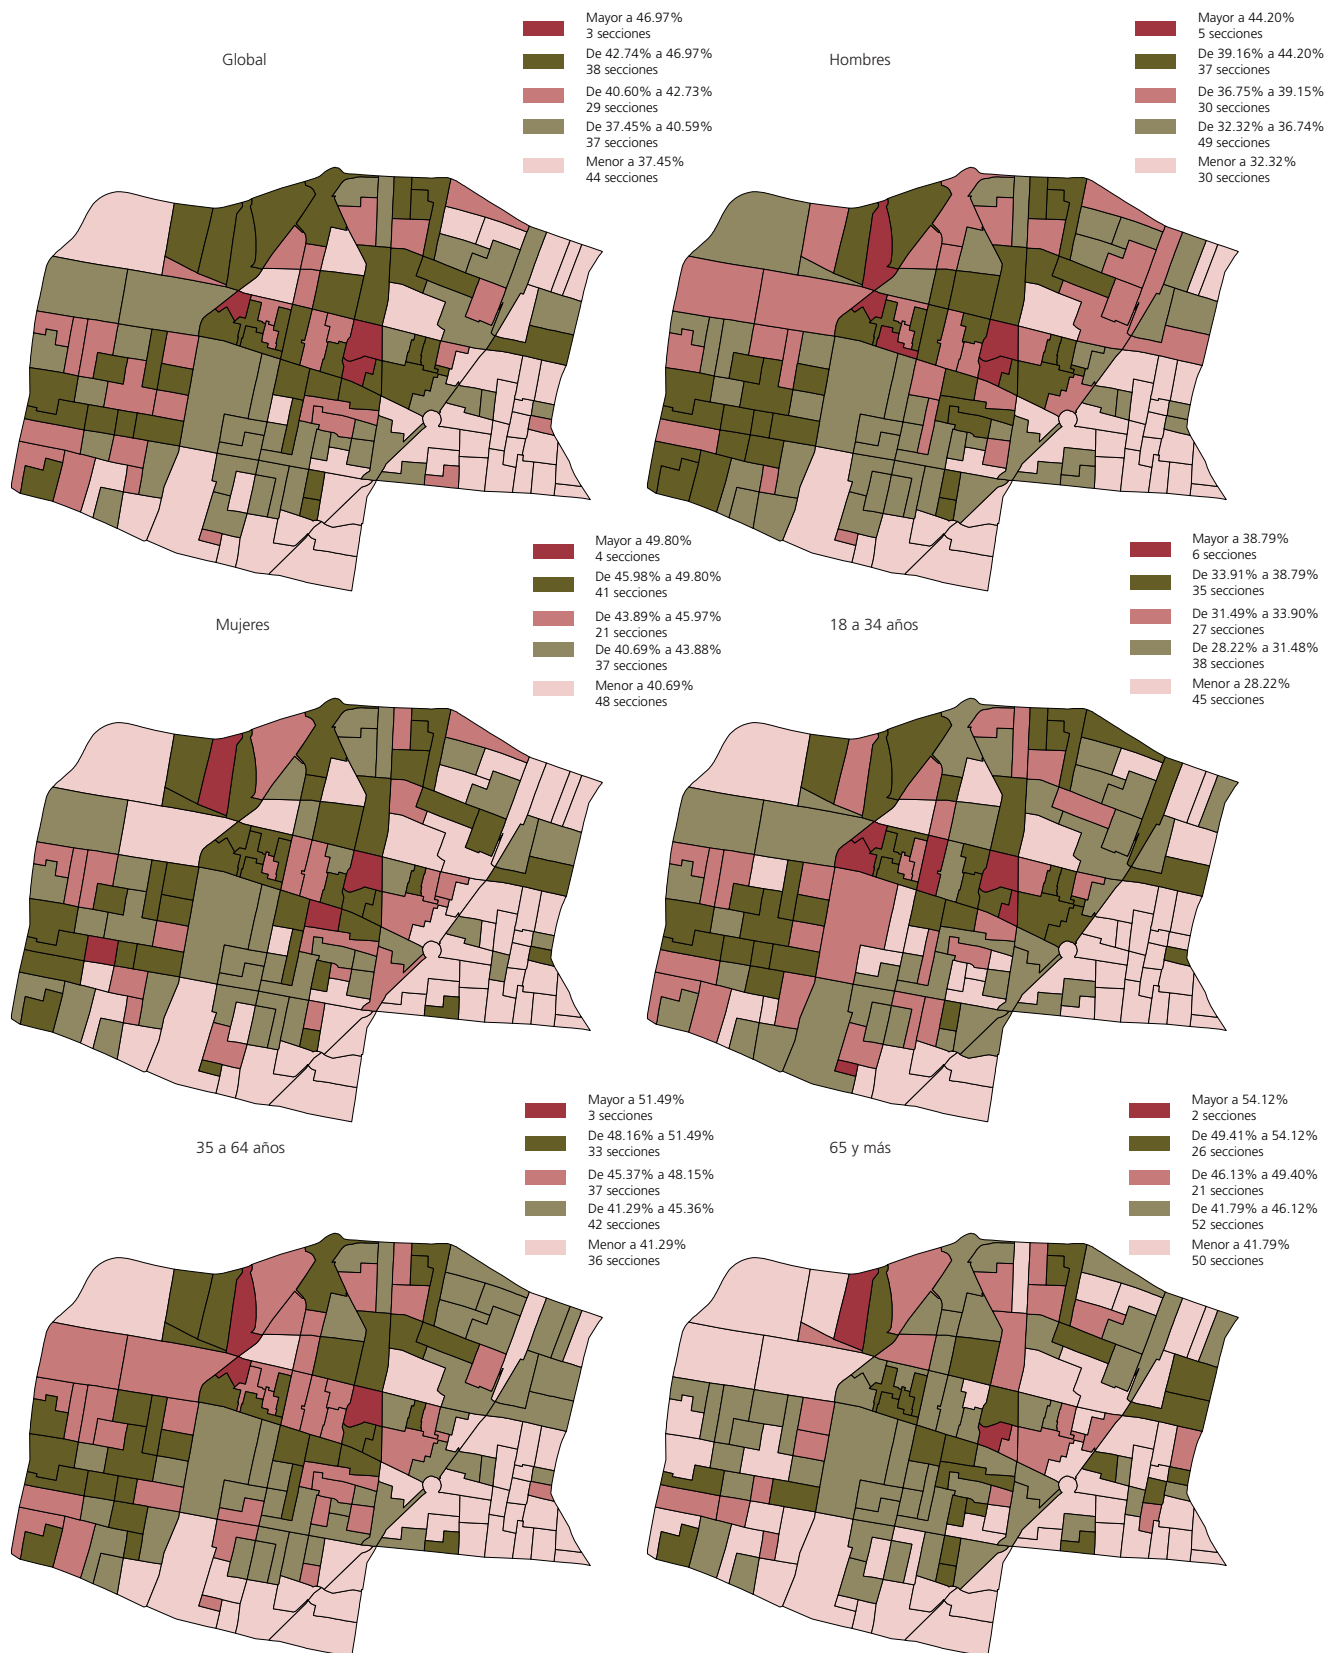 Global
Mayor a 46.97%
3 secciones
De 42.74% a 46.97%
38 secciones
De 40.60% a 42.73%
29 secciones
De 37.45% a 40.59%
37 secciones
Menor a 37.45%
44 secciones
Hombres
Mayor a 44.20%
5 secciones
De 39.16% a 44.20%
37 secciones
De 36.75% a 39.15%
30 secciones
De 32.32% a 36.74%
49 secciones
Menor a 32.32%
30 secciones
Mujeres
Mayor a 49.80%
4 secciones
De 45.98% a 49.80%
41 secciones
De 43.89% a 45.97%
21 secciones
De 40.69% a 43.88%
37 secciones
Menor a 40.69%
48 secciones
18 a 34 años
Mayor a 38.79%
6 secciones
De 33.91% a 38.79%
35 secciones
De 31.49% a 33.90%
27 secciones
De 28.22% a 31.48%
38 secciones
Menor a 28.22%
45 secciones
35 a 64 años
Mayor a 51.49%
3 secciones
De 48.16% a 51.49%
33 secciones
De 45.37% a 48.15%
37 secciones
De 41.29% a 45.36%
42 secciones
Menor a 41.29%
36 secciones
65 y más
Mayor a 54.12%
2 secciones
De 49.41% a 54.12%
26 secciones
De 46.13% a 49.40%
21 secciones
De 41.79% a 46.12%
52 secciones
Menor a 41.79%
50 secciones